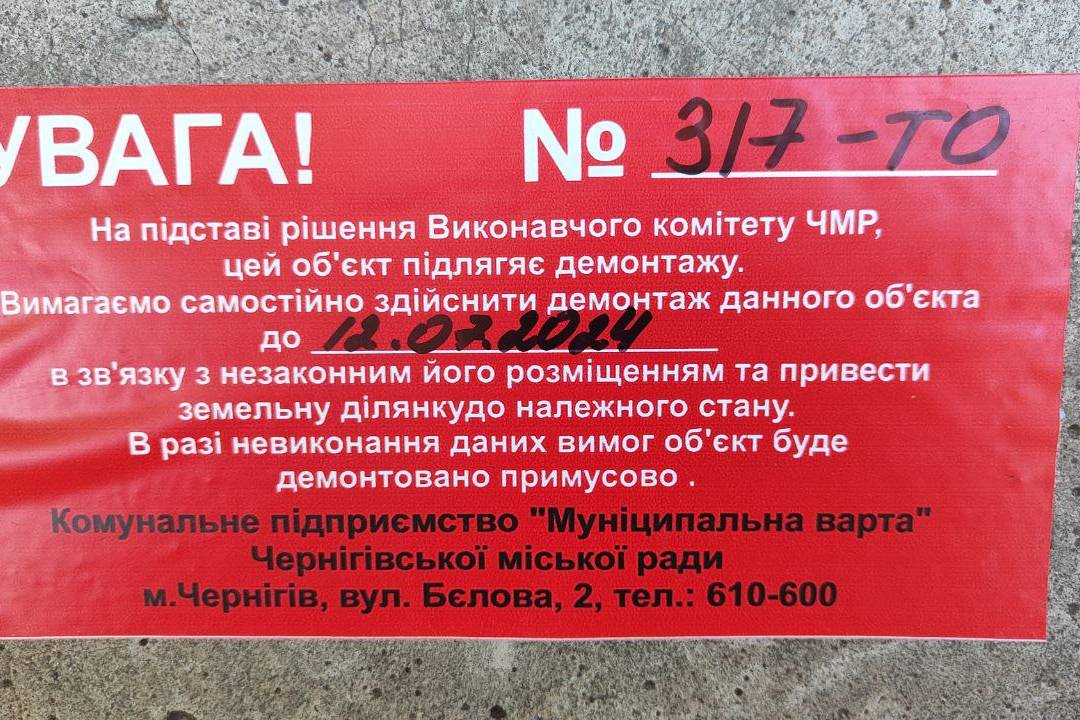 УВАГА! № 317-ТО
На підставі рішення Виконавчого комітету ЧМР,
цей об'єкт підлягяє демонтажу.
Вимагаємо самостійно здійснити демонтаж данного об'єкта
до 12.07.2024
в зв'язку з незаконним його розміщенням та привести
земельну ділянкудо належного стану.
В разі невиконання даних вимог об'єкт буде
демонтовано примусово .
Комунальне підприємство "Муніципальна варта"
Чернігівської міської ради
м.Чернігів, вул. Бєлова, 2, тел.: 610-600